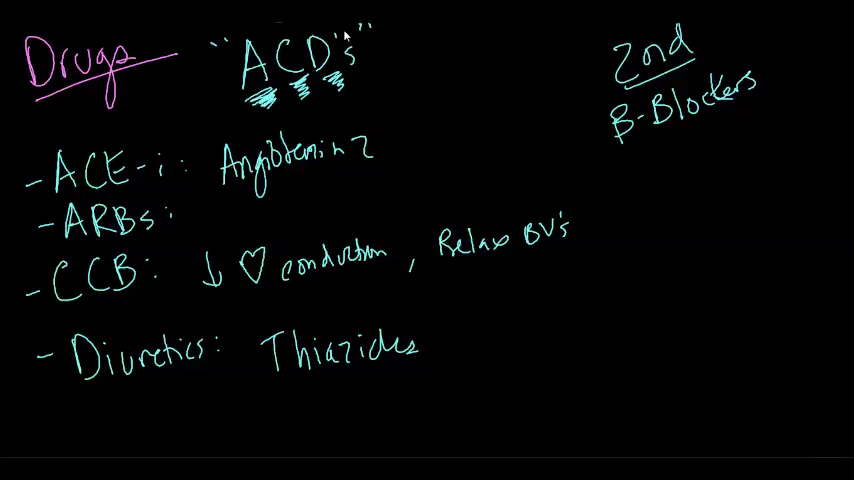 Drugs "ACD's"
- ACE-i: Angiotensin 2
- ARBs:
- CCB: ↓ ♡ conduction, Relax BV's
- Diuretics: Thiazides
2nd
β-Blockers